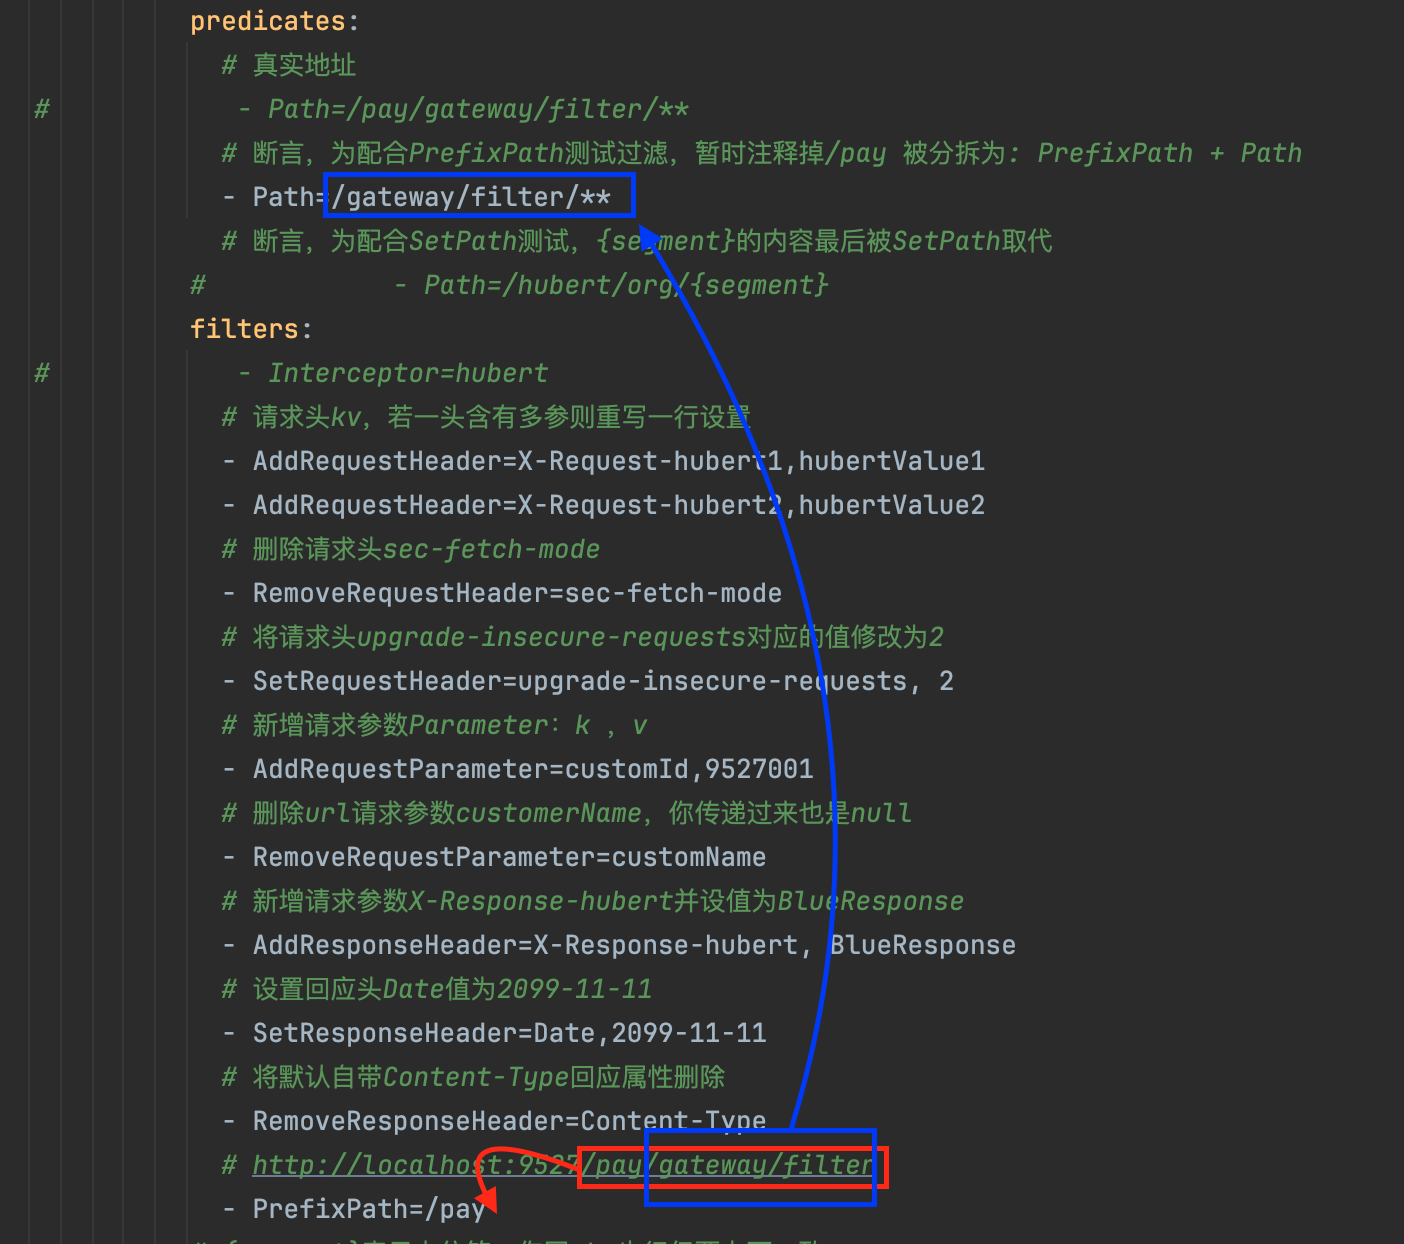 predicates:
# 真实地址
# - Path=/pay/gateway/filter/**
# 断言，为配合PrefixPath测试过滤，暂时注释掉/pay 被分拆为: PrefixPath + Path
- Path=/gateway/filter/**
# 断言，为配合SetPath测试，{segment}的内容最后被SetPath取代
# - Path=/hubert/org/{segment}
filters:
# - Interceptor=hubert
# 请求头kv，若一头含有多参则重写一行设置
- AddRequestHeader=X-Request-hubert1,hubertValue1
- AddRequestHeader=X-Request-hubert2,hubertValue2
# 删除请求头sec-fetch-mode
- RemoveRequestHeader=sec-fetch-mode
# 将请求头upgrade-insecure-requests对应的值修改为2
- SetRequestHeader=upgrade-insecure-requests, 2
# 新增请求参数Parameter：k ，v
- AddRequestParameter=customId,9527001
# 删除url请求参数customerName，你传递过来也是null
- RemoveRequestParameter=customName
# 新增请求参数X-Response-hubert并设值为BlueResponse
- AddResponseHeader=X-Response-hubert, BlueResponse
# 设置回应头Date值为2099-11-11
- SetResponseHeader=Date,2099-11-11
# 将默认自带Content-Type回应属性删除
- RemoveResponseHeader=Content-Type
# http://localhost:9527/pay/gateway/filter
- PrefixPath=/pay